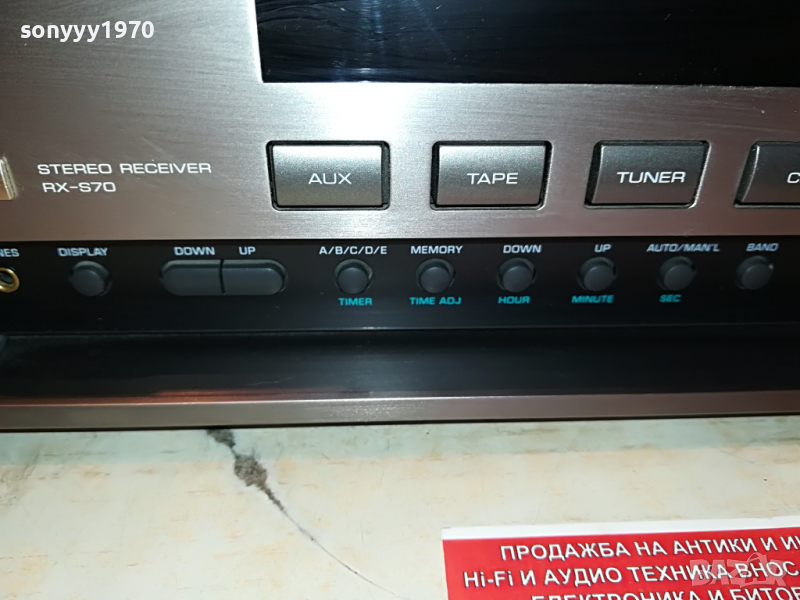 sonyyy1970
STEREO RECEIVER
RX-S70
AUX
TAPE
TUNER
C
NES
DISPLAY
DOWN
UP
A/B/C/D/E
MEMORY
DOWN
UP
AUTO/MAN'L
BAND
TIMER
TIME ADJ
HOUR
MINUTE
SEC
ПРОДАЖБА НА АНТИКИ И И
Hi-Fi И АУДИО ТЕХНИКА ВНОС
ЕЛЕКТРОНИКА И БИТОВ